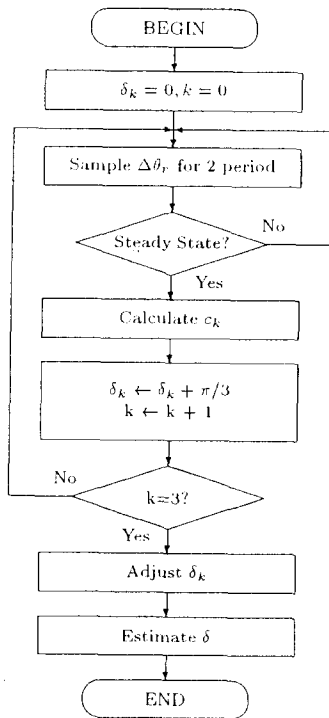 BEGIN
δ_k = 0, k = 0
Sample Δθ_r for 2 period
Steady State?
No
Yes
Calculate c_k
δ_k ← δ_k + π/3
k ← k + 1
No
k=3?
Yes
Adjust δ_k
Estimate δ
END